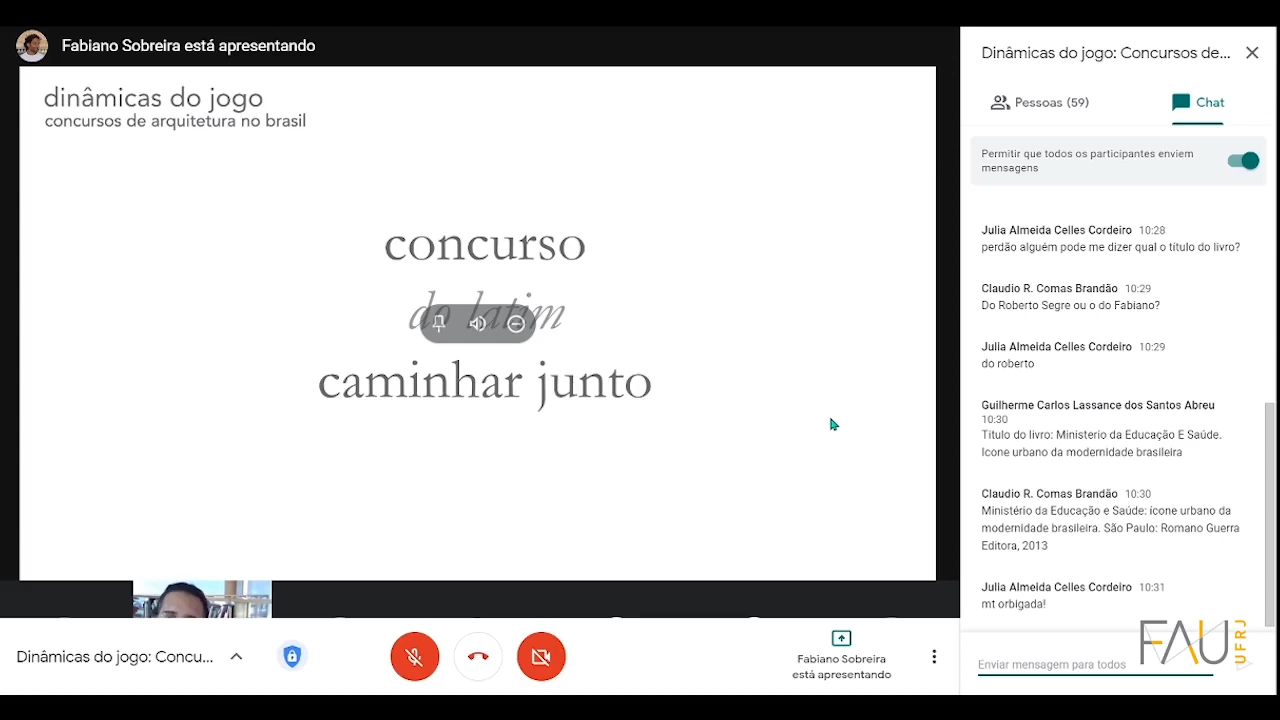 Fabiano Sobreira está apresentando
dinâmicas do jogo
concursos de arquitetura no brasil
concurso
do latim
caminhar junto
Dinâmicas do jogo: Concu...
Fabiano Sobreira
está apresentando
Dinâmicas do jogo: Concursos de...
Pessoas (59)
Chat
Permitir que todos os participantes enviem
mensagens
Julia Almeida Celles Cordeiro 10:28
perdão alguém pode me dizer qual o título do livro?
Claudio R. Comas Brandão 10:29
Do Roberto Segre ou o do Fabiano?
Julia Almeida Celles Cordeiro 10:29
do roberto
Guilherme Carlos Lassance dos Santos Abreu
10:30
Titulo do livro: Ministerio da Educação E Saúde.
Icone urbano da modernidade brasileira
Claudio R. Comas Brandão 10:30
Ministério da Educação e Saúde: ícone urbano da
modernidade brasileira. São Paulo: Romano Guerra
Editora, 2013
Julia Almeida Celles Cordeiro 10:31
mt orbigada!
Enviar mensagem para todos
FAU UFRJ